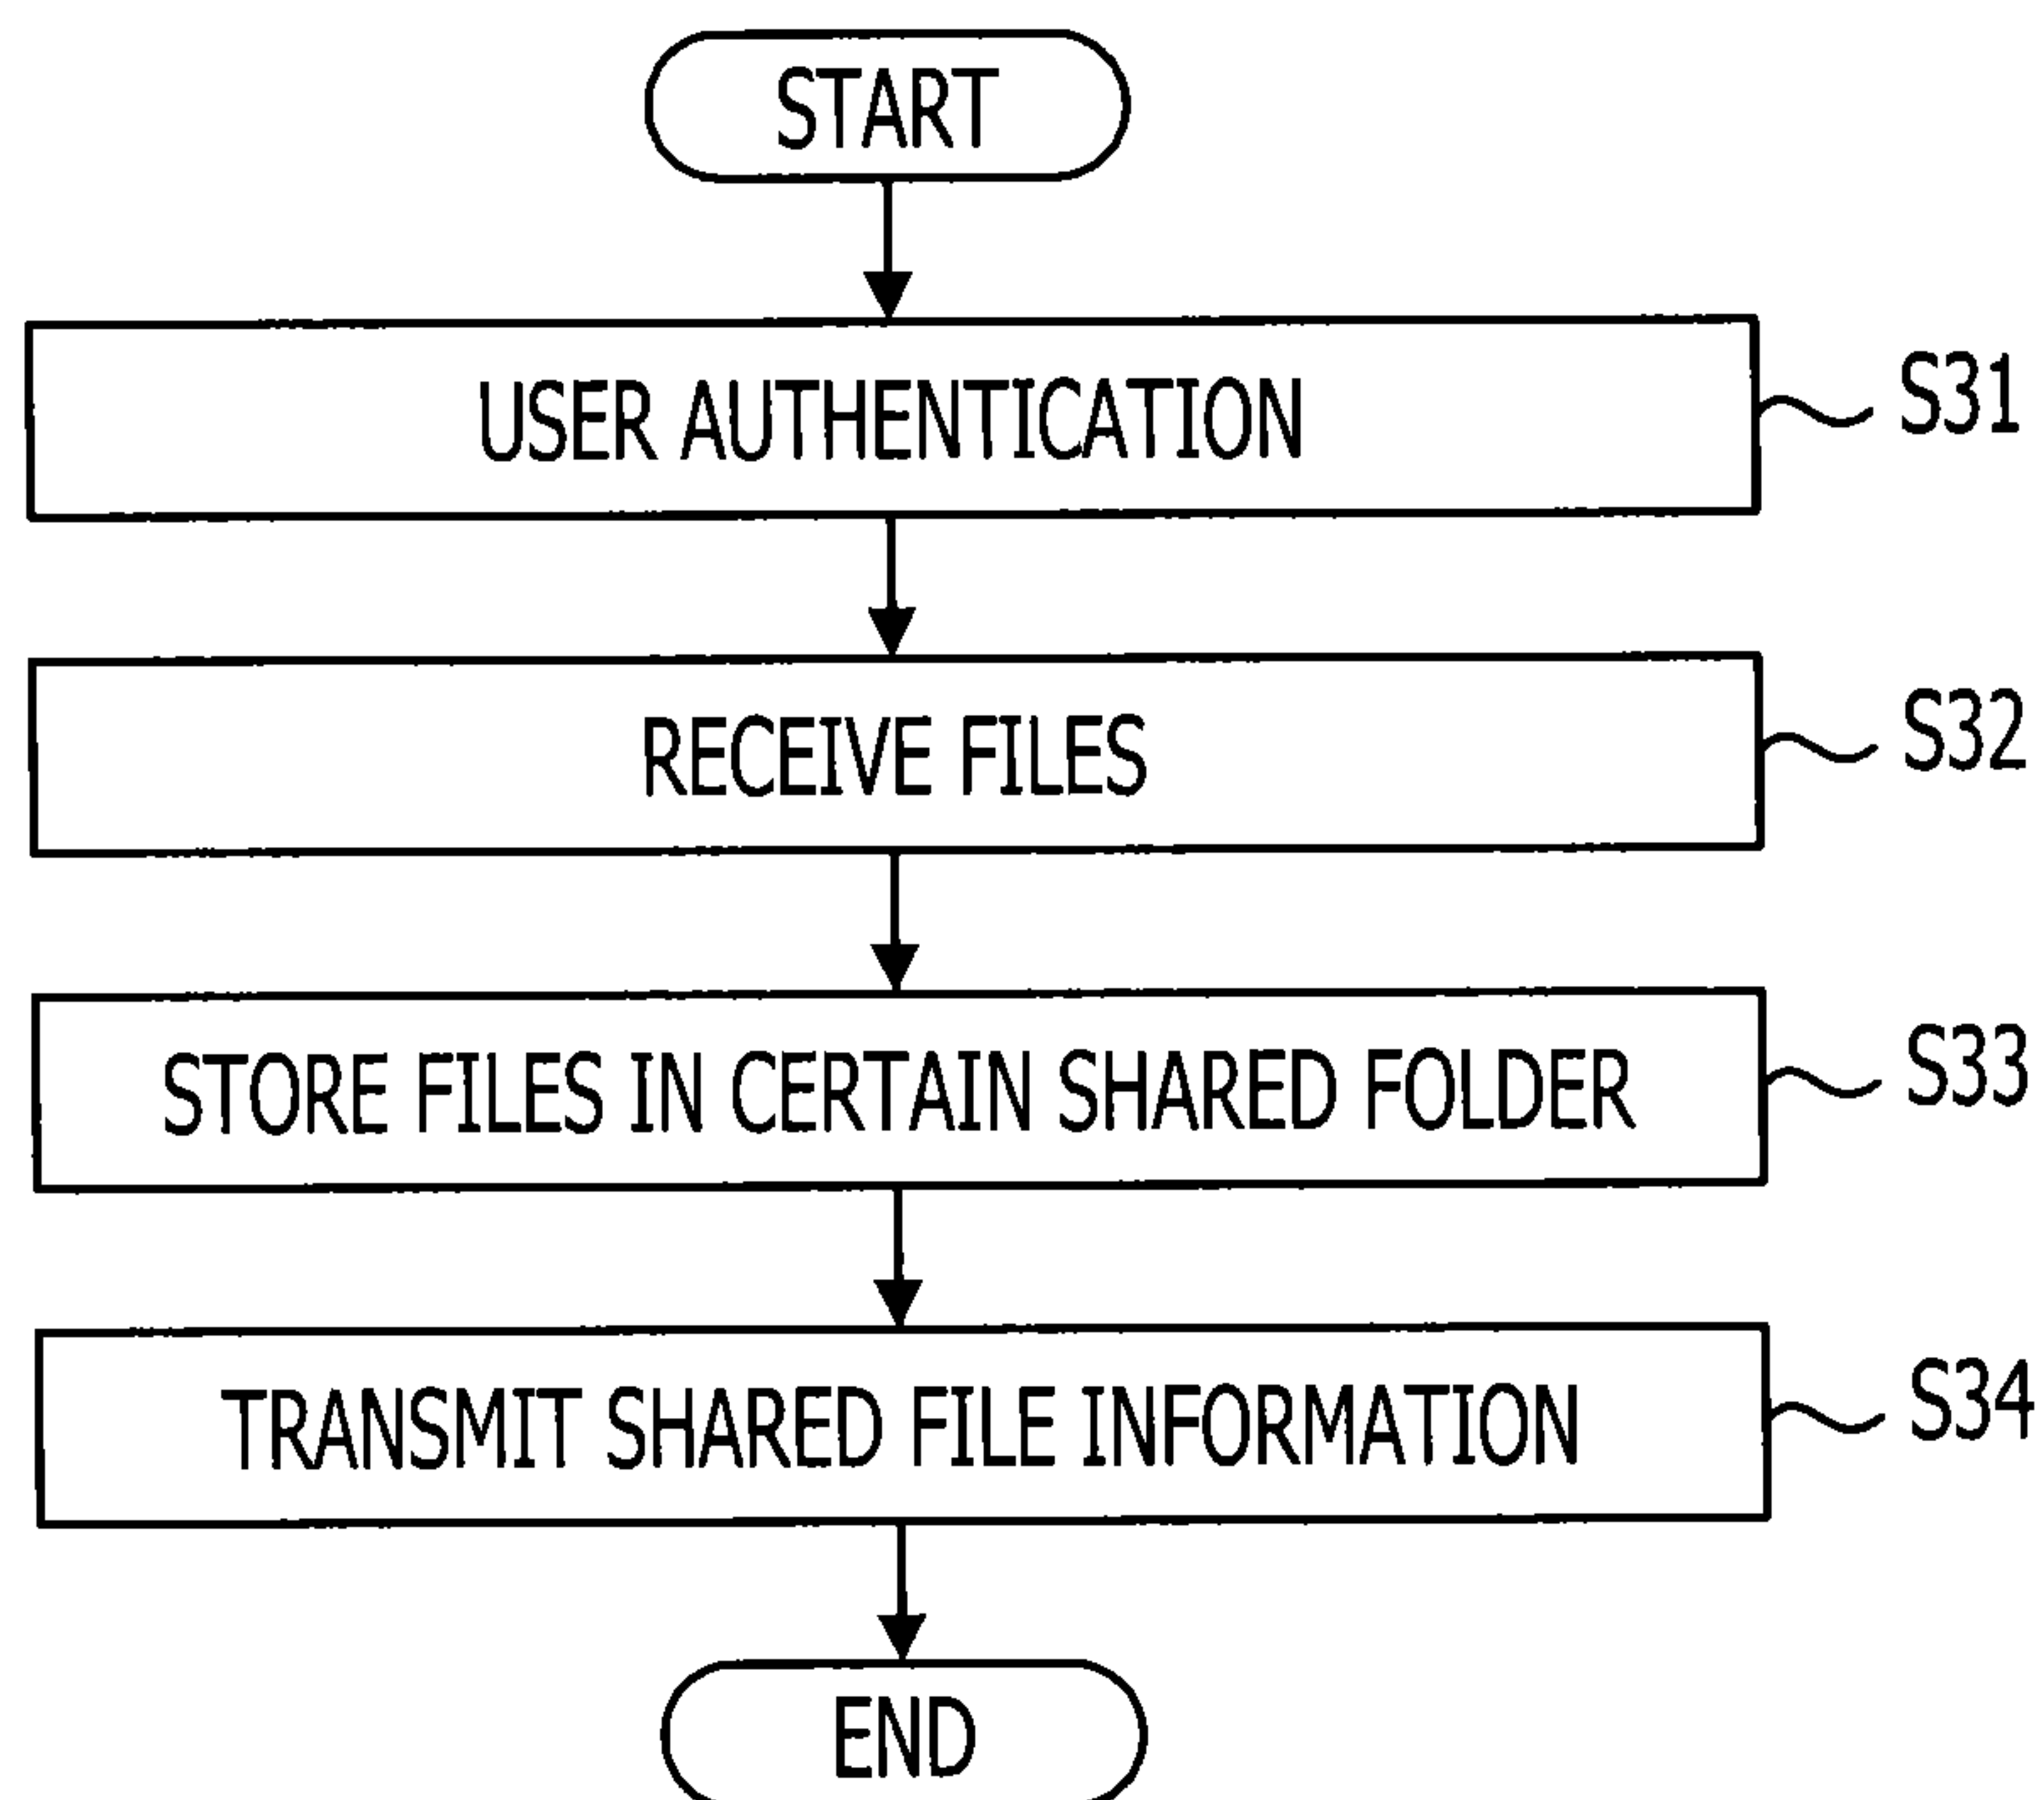 START
USER AUTHENTICATION
S31
RECEIVE FILES
S32
STORE FILES IN CERTAIN SHARED FOLDER
S33
TRANSMIT SHARED FILE INFORMATION
S34
END